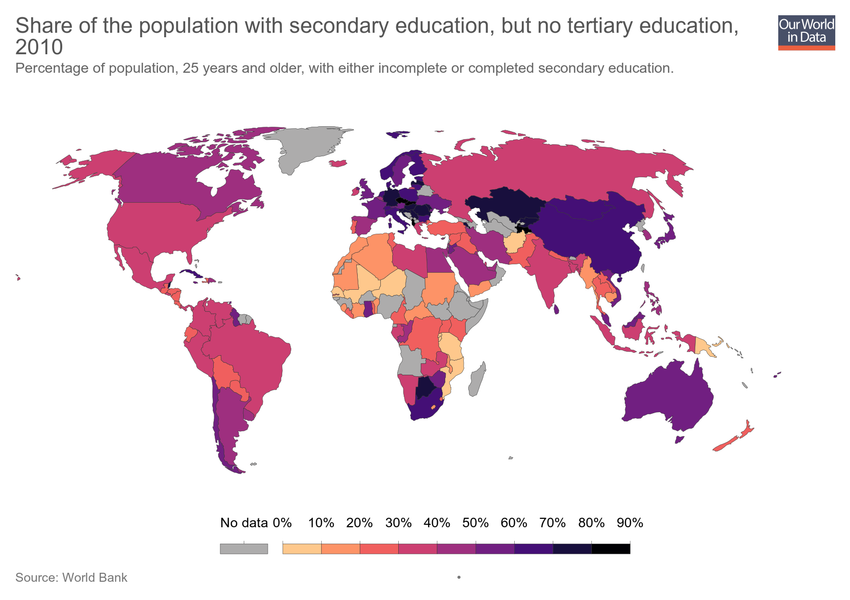 Share of the population with secondary education, but no tertiary education,
2010
Our World
in Data
Percentage of population, 25 years and older, with either incomplete or completed secondary education.
No data 0% 10% 20% 30% 40% 50% 60% 70% 80% 90%
Source: World Bank